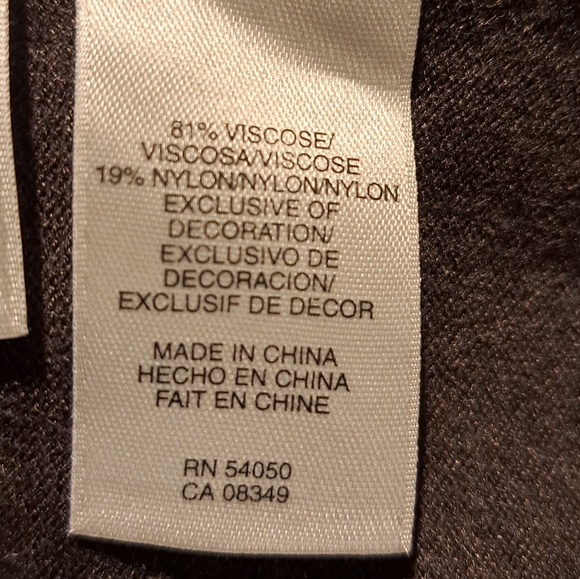 81% VISCOSE/
VISCOSA/VISCOSE
19% NYLON/NYLON/NYLON
EXCLUSIVE OF
DECORATION/
EXCLUSIVO DE
DECORACION/
EXCLUSIF DE DECOR
MADE IN CHINA
HECHO EN CHINA
FAIT EN CHINE
RN 54050
CA 08349